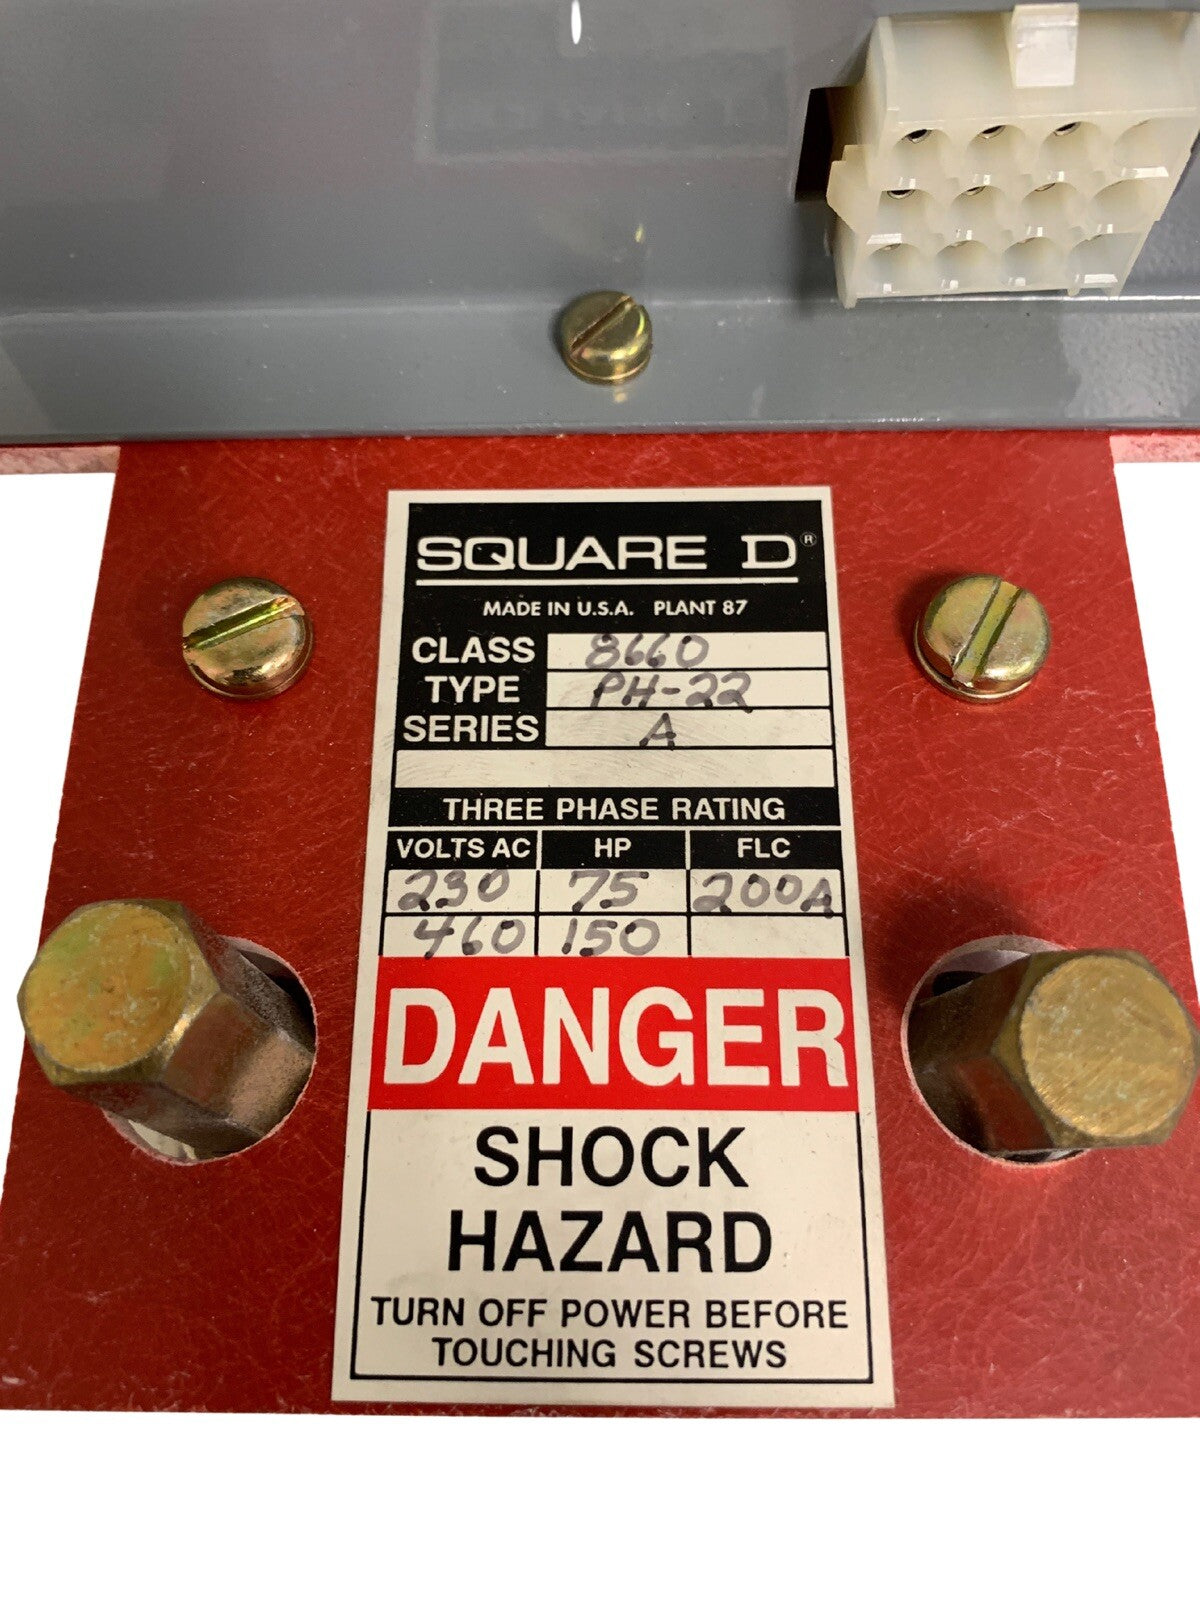 SQUARE D®
MADE IN U.S.A. PLANT 87
CLASS 8660
TYPE PH-22
SERIES A
THREE PHASE RATING
VOLTS AC HP FLC
230 75 200A
460 150
DANGER
SHOCK
HAZARD
TURN OFF POWER BEFORE
TOUCHING SCREWS